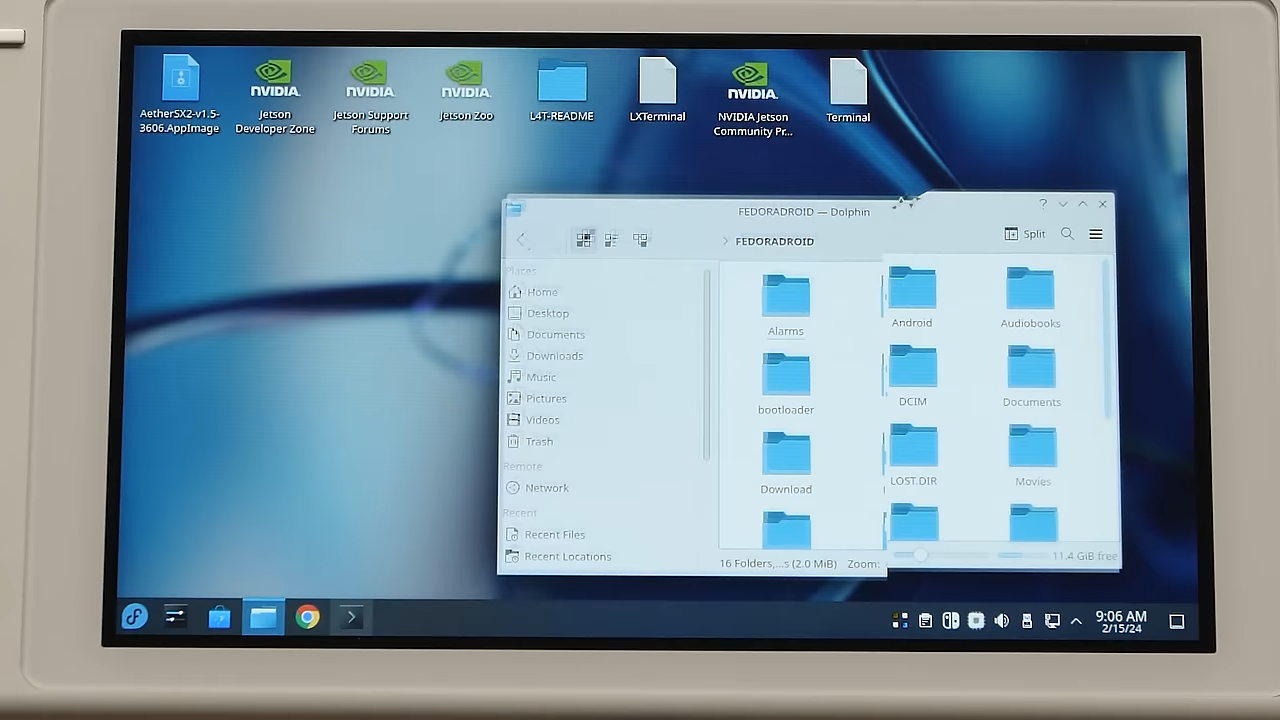 NVIDIA.
NVIDIA.
NVIDIA.
NVIDIA.
AetherSX2-v1.5-
3606.AppImage
Jetson
Developer Zone
Jetson Support
Forums
Jetson Zoo
L4T-README
LXTerminal
NVIDIA Jetson
Community Pr...
Terminal
FEDORADROID — Dolphin
FEDORADROID
Split
Places
Home
Desktop
Documents
Downloads
Music
Pictures
Videos
Trash
Remote
Network
Recent
Recent Files
Recent Locations
Alarms
Android
Audiobooks
bootloader
DCIM
Documents
Download
LOST.DIR
Movies
16 Folders,...s (2.0 MiB)
Zoom:
11.4 GiB free
9:06 AM
2/15/24